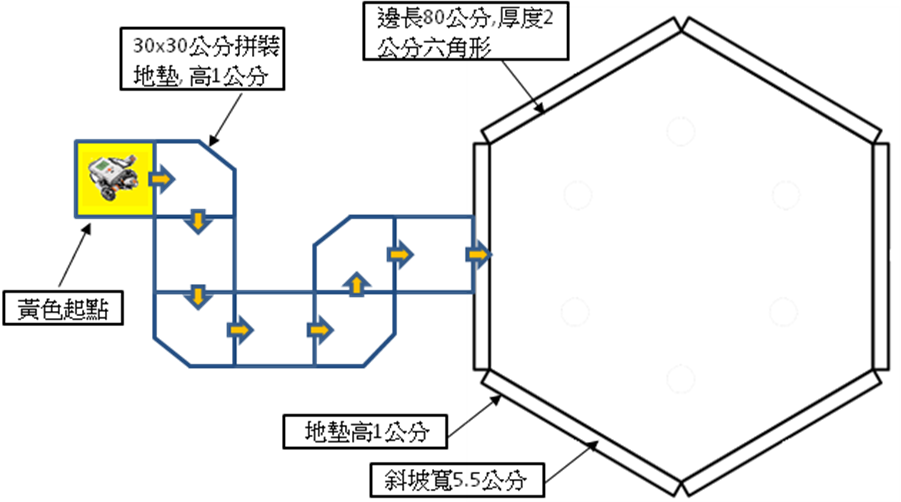 30x30公分拼裝
地墊, 高1公分
邊長80公分,厚度2
公分六角形
黃色起點
地墊高1公分
斜坡寬5.5公分